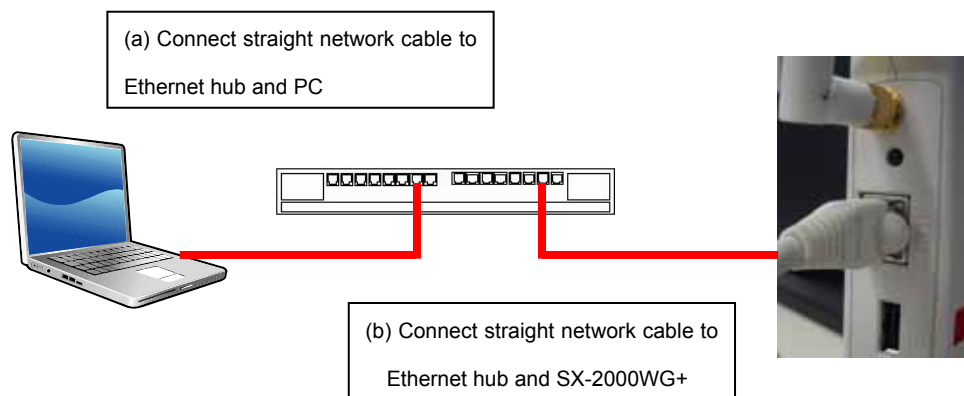 (a) Connect straight network cable to
Ethernet hub and PC
(b) Connect straight network cable to
Ethernet hub and SX-2000WG+